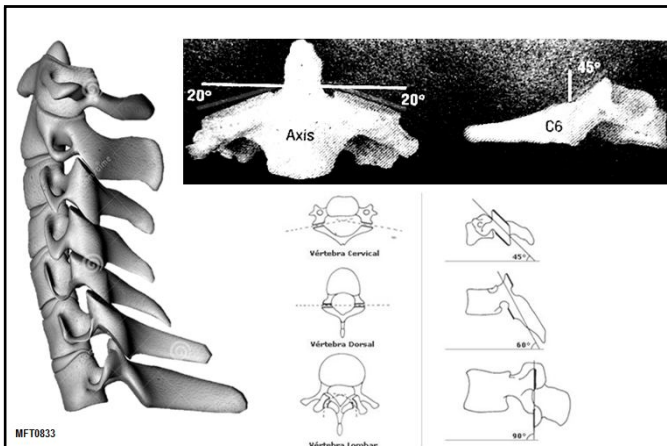 20°
20°
Axis
45°
C6
Vértebra Cervical
45°
Vértebra Dorsal
60°
Vértebra Lombar
90°
MFT0833